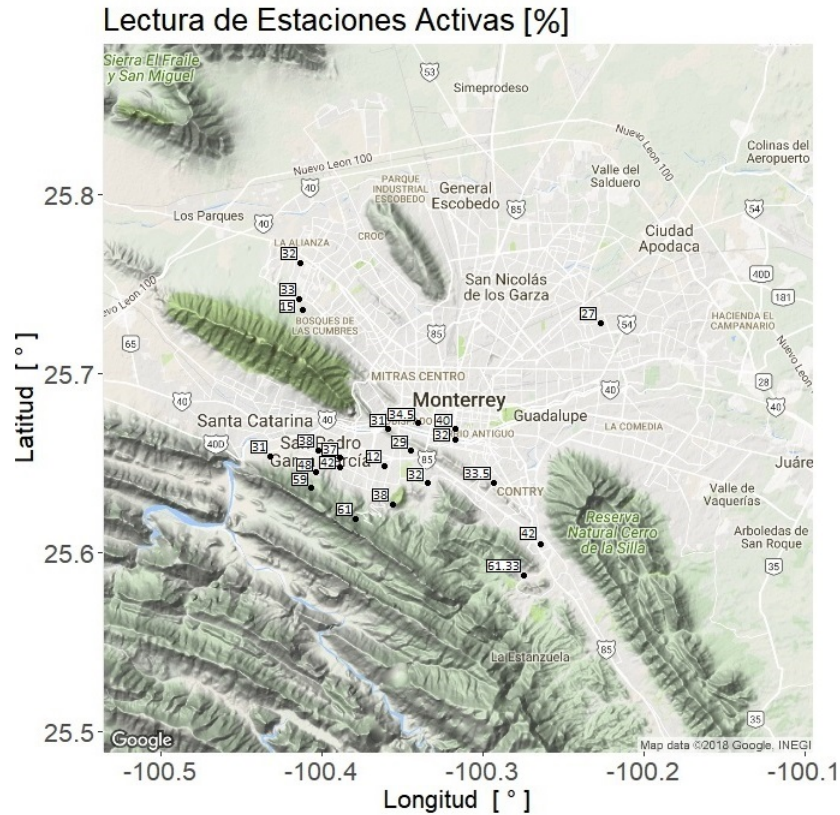 Lectura de Estaciones Activas [%]
Sierra El Fraile
y San Miguel
53
Simeprodeso
Nuevo Leon 100
Colinas del
Aeropuerto
Nuevo Leon 100
PARQUE
INDUSTRIAL
ESCOBEDO
General
Escobedo
Valle del
Salduero
40
25.8
Los Parques
40
85
54
CROC
Ciudad
Apodaca
LA ALIANZA
32
San Nicolás
de los Garza
40D
181
33
15
BOSQUES DE
LAS CUMBRES
27
54
HACIENDA EL
CAMPANARIO
65
85
Nuevo Leon
25.7
MITRAS CENTRO
28
40
40
Monterrey
40
Santa Catarina
40
31
34.5
40
Guadalupe
LA COMEDIA
40D
32
BARRIO ANTIGUO
31
38
37
San Pedro
Garza García
29
85
48
42
12
59
32
33.5
CONTRY
Juáre
Valle de
Vaquerías
38
61
42
Reserva
Natural Cerro
de la Silla
Arboledas de
San Roque
25.6
61.33
35
La Estanzuela
85
35
25.5
Google
Map data ©2018 Google, INEGI
-100.5
-100.4
-100.3
-100.2
-100.1
Latitud [ ° ]
Longitud [ ° ]